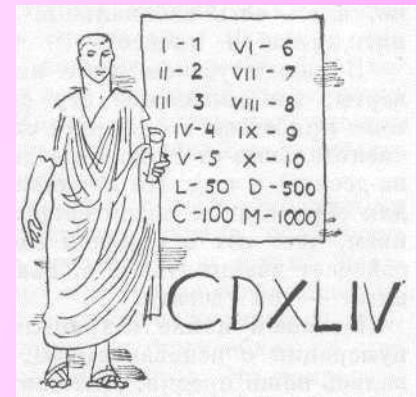 I - 1 VI - 6
II - 2 VII - 7
III 3 VIII - 8
IV - 4 IX - 9
V - 5 X - 10
L - 50 D - 500
C - 100 M - 1000
CDXLIV